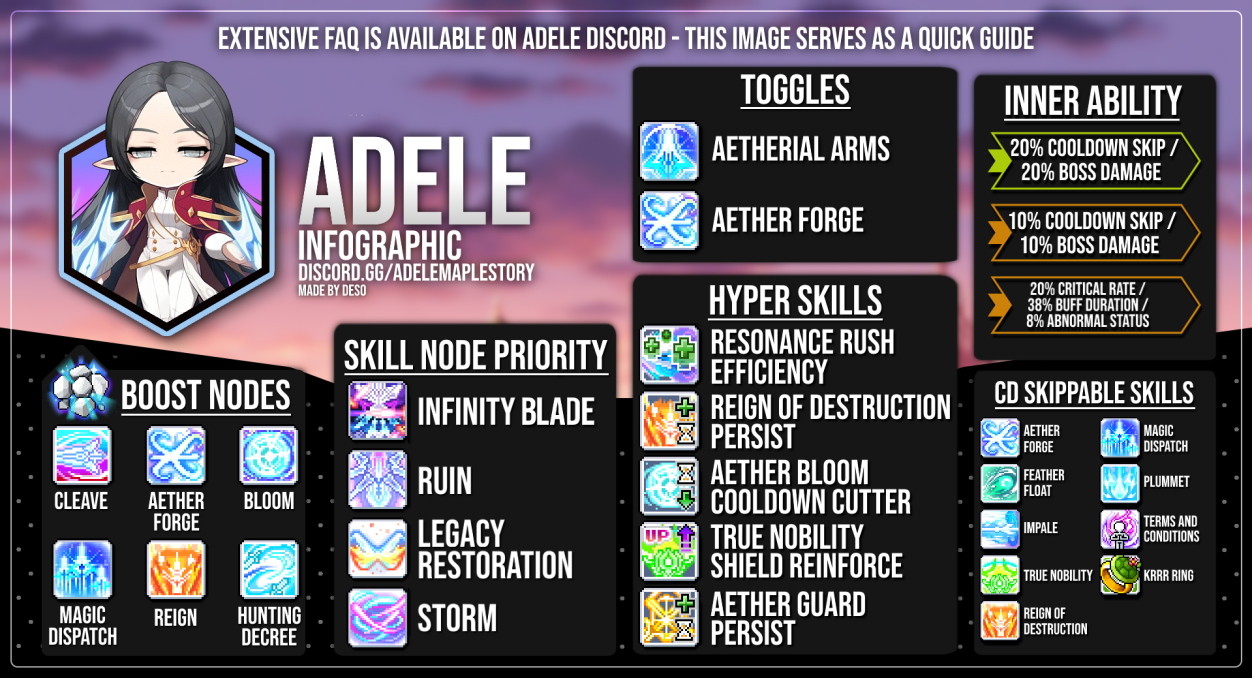 EXTENSIVE FAQ IS AVAILABLE ON ADELE DISCORD - THIS IMAGE SERVES AS A QUICK GUIDE
ADELE
INFOGRAPHIC
DISCORD.GG/ADELEMAPLESTORY
MADE BY DESO
BOOST NODES
CLEAVE
AETHER
FORGE
BLOOM
MAGIC
DISPATCH
REIGN
HUNTING
DECREE
SKILL NODE PRIORITY
INFINITY BLADE
RUIN
LEGACY
RESTORATION
STORM
TOGGLES
AETHERIAL ARMS
AETHER FORGE
HYPER SKILLS
RESONANCE RUSH
EFFICIENCY
REIGN OF DESTRUCTION
PERSIST
AETHER BLOOM
COOLDOWN CUTTER
UP
TRUE NOBILITY
SHIELD REINFORCE
AETHER GUARD
PERSIST
INNER ABILITY
20% COOLDOWN SKIP /
20% BOSS DAMAGE
10% COOLDOWN SKIP /
10% BOSS DAMAGE
20% CRITICAL RATE /
38% BUFF DURATION /
8% ABNORMAL STATUS
CD SKIPPABLE SKILLS
AETHER
FORGE
MAGIC
DISPATCH
FEATHER
FLOAT
PLUMMET
IMPALE
TERMS AND
CONDITIONS
TRUE NOBILITY
KRRR RING
REIGN OF
DESTRUCTION